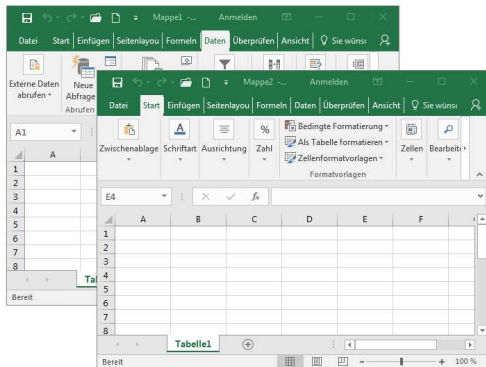 Mappe1 -... Anmelden
Datei Start Einfügen Seitenlayou Formeln Daten Überprüfen Ansicht Sie wünsc
Externe Daten abrufen
Neue Abfrage
Abrufen
A1
A
1
2
3
4
5
6
7
8
Bereit
Mappe2 -... Anmelden
Datei Start Einfügen Seitenlayou Formeln Daten Überprüfen Ansicht Sie wünsc
Zwischenablage Schriftart Ausrichtung Zahl
%
Bedingte Formatierung
Als Tabelle formatieren
Zellenformatvorlagen
Formatvorlagen
Zellen Bearbeite
E4 fx
A B C D E F
1
2
3
4
5
6
7
8
Tabelle1
Bereit 100 %